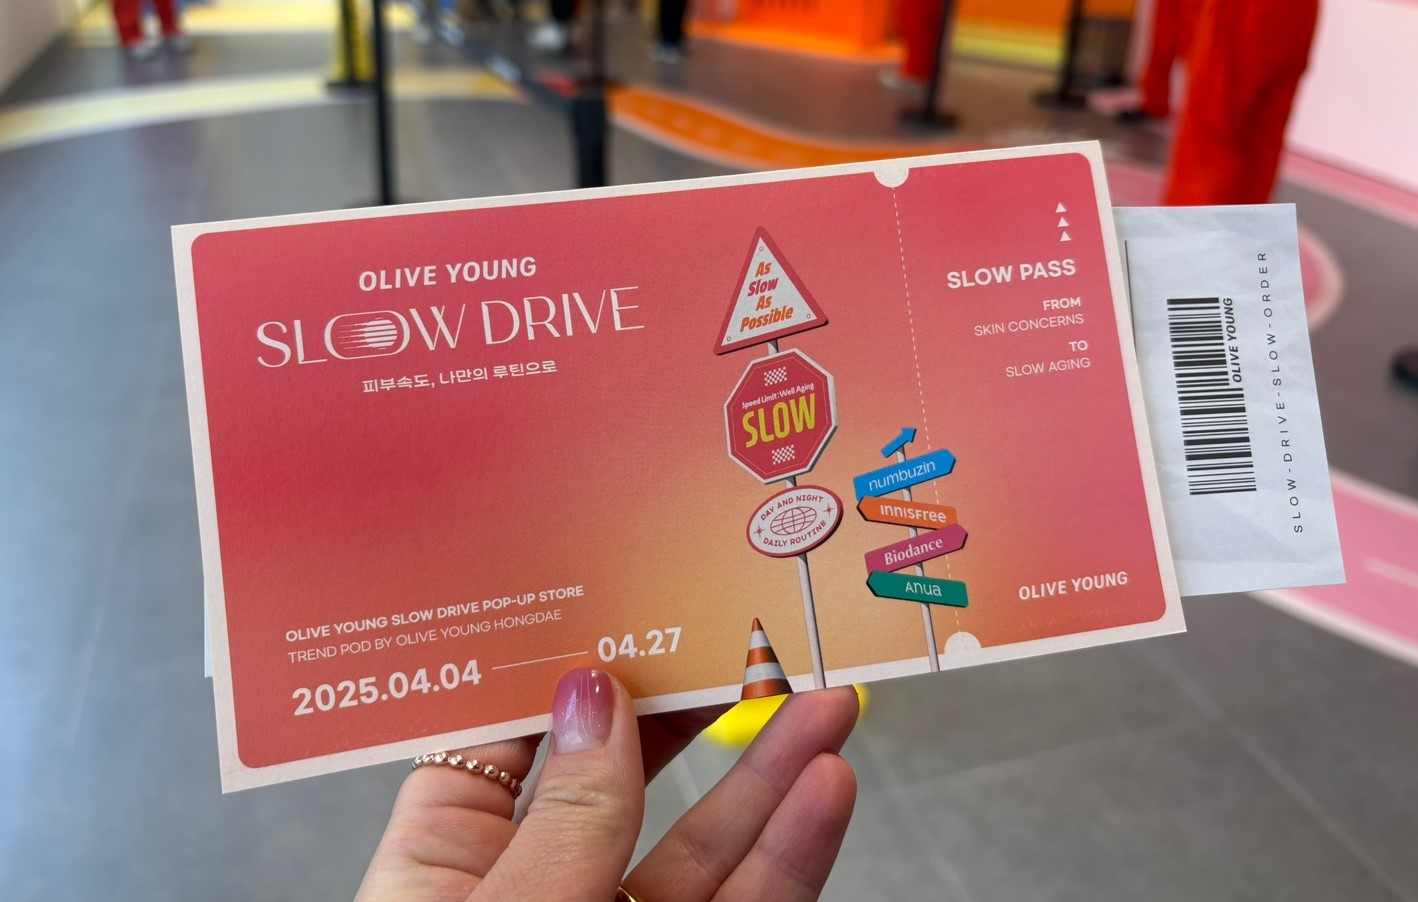 OLIVE YOUNG
SLOW DRIVE
피부속도, 나만의 루틴으로
OLIVE YOUNG SLOW DRIVE POP-UP STORE
TREND POD BY OLIVE YOUNG HONGDAE
2025.04.04 — 04.27
As
Slow
As
Possible
Speed Limit: Well Aging
SLOW
DAY AND NIGHT
DAILY ROUTINE
numbuzin
INNISFREE
Biodance
Anua
SLOW PASS
FROM
SKIN CONCERNS
TO
SLOW AGING
OLIVE YOUNG
OLIVE YOUNG
SLOW-DRIVE-SLOW-ORDER